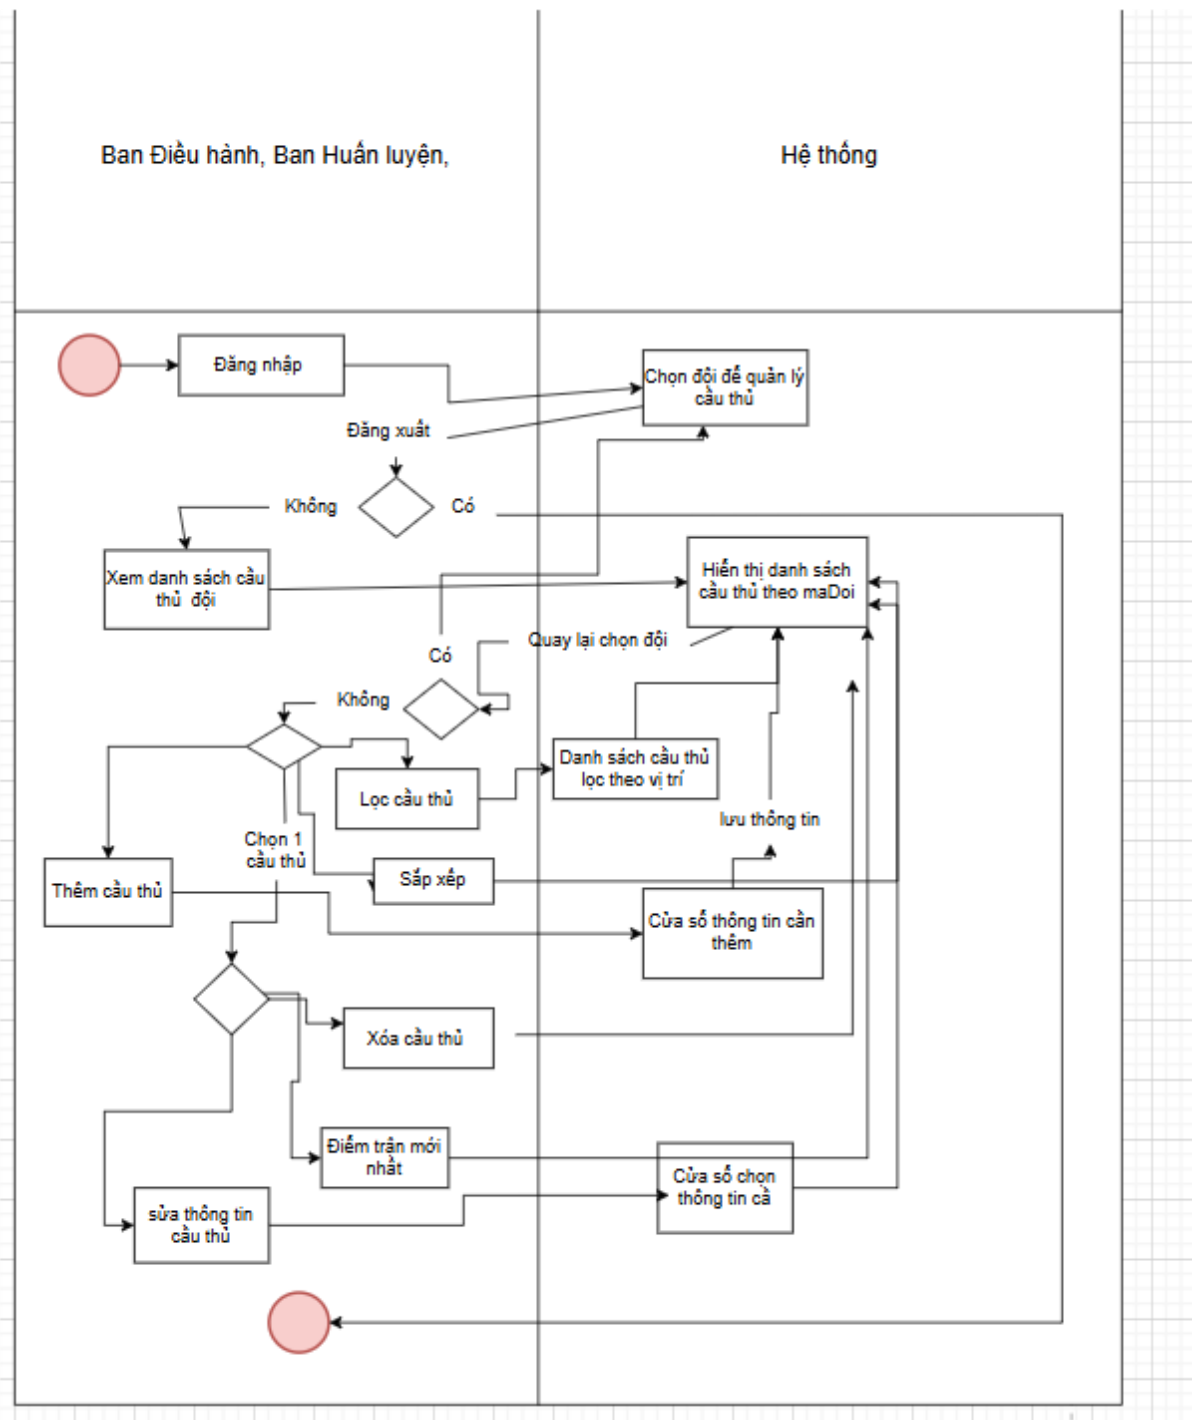 Ban Điều hành, Ban Huấn luyện,
Hệ thống
Đăng nhập
Chọn đội để quản lý
cầu thủ
Đăng xuất
Không
Có
Xem danh sách cầu
thủ đội
Hiển thị danh sách
cầu thủ theo maDoi
Quay lại chọn đội
Có
Không
Danh sách cầu thủ
lọc theo vị trí
Lọc cầu thủ
lưu thông tin
Chọn 1
cầu thủ
Sắp xếp
Thêm cầu thủ
Cửa sổ thông tin cần
thêm
Xóa cầu thủ
Điểm trận mới
nhất
Cửa sổ chọn
thông tin cầ
sửa thông tin
cầu thủ